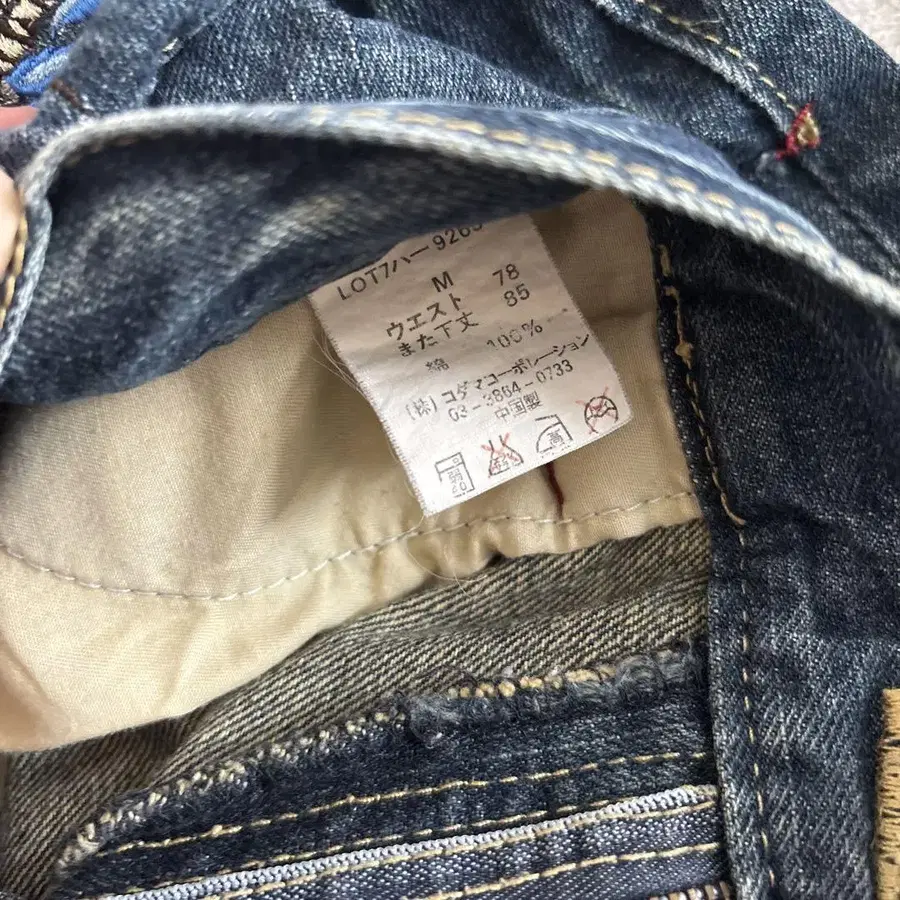 LOT7ハー9265
M
ウエスト 78
また下丈 85
綿 100%
(株)コダマコーポレーション
03-3864-0733
中国製
高